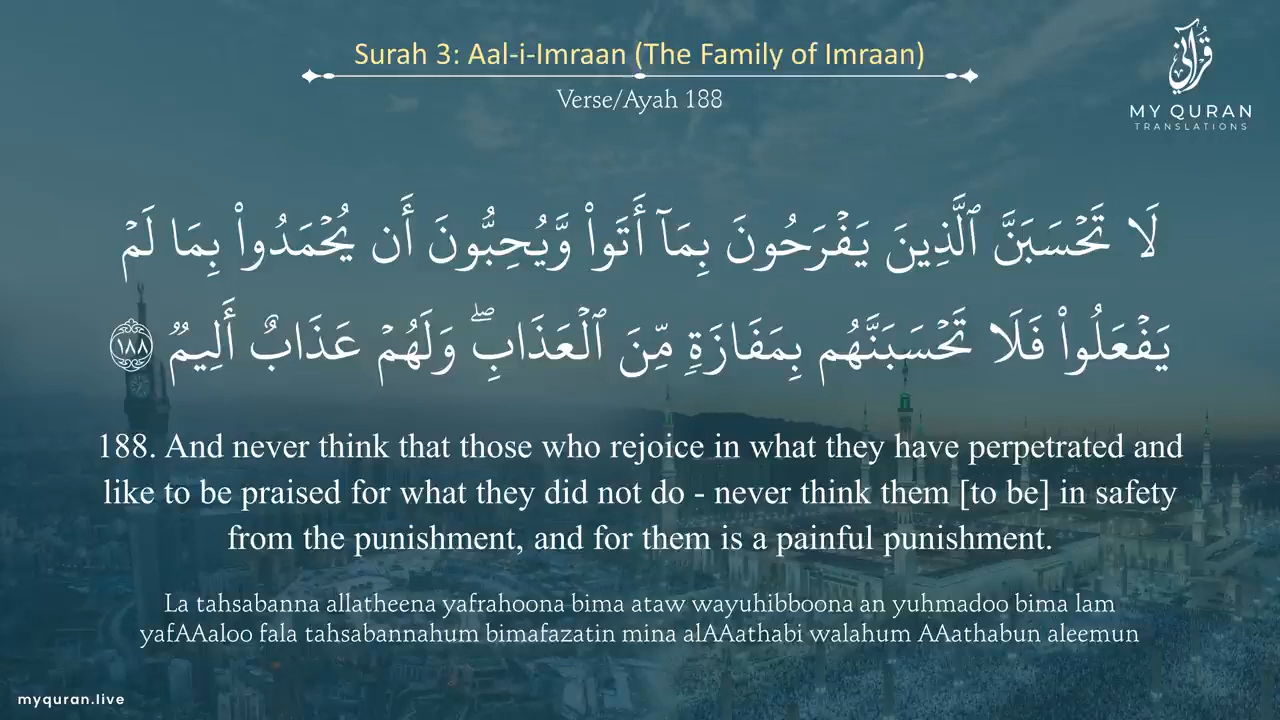 Surah 3: Aal-i-Imraan (The Family of Imraan)
Verse/Ayah 188
قرآني
MY QURAN
TRANSLATIONS
لَا تَحْسَبَنَّ ٱلَّذِينَ يَفْرَحُونَ بِمَآ أَتَوا۟ وَّيُحِبُّونَ أَن يُحْمَدُوا۟ بِمَا لَمْ
يَفْعَلُوا۟ فَلَا تَحْسَبَنَّهُم بِمَفَازَةٍ مِّنَ ٱلْعَذَابِ ۖ وَلَهُمْ عَذَابٌ أَلِيمٌ ١٨٨
188. And never think that those who rejoice in what they have perpetrated and
like to be praised for what they did not do - never think them [to be] in safety
from the punishment, and for them is a painful punishment.
La tahsabanna allatheena yafrahoona bima ataw wayuhibboona an yuhmadoo bima lam
yafAAaloo fala tahsabannahum bimafazatin mina alAAathabi walahum AAathabun aleemun
myquran.live